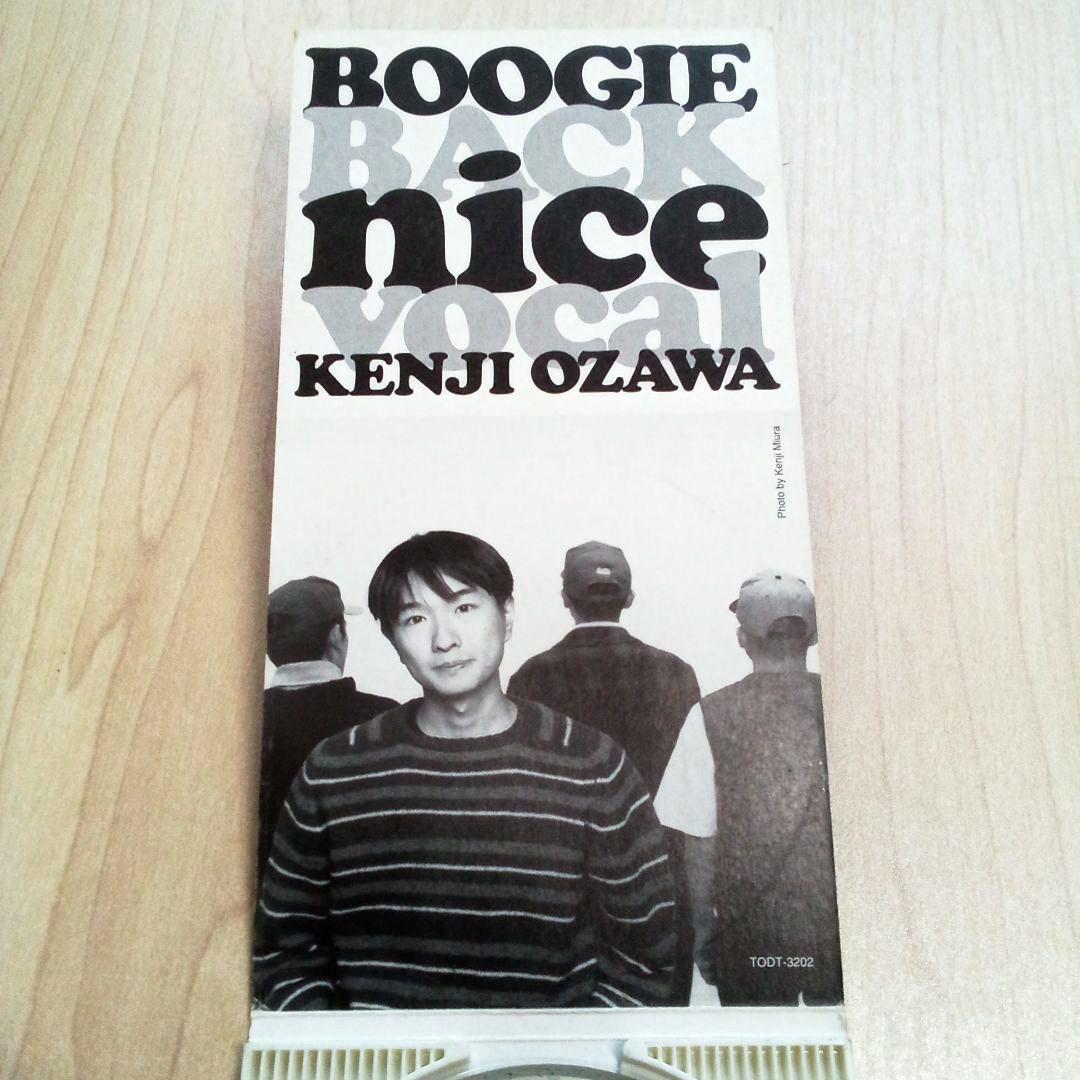 BOOGIE
BACK
nice
vocal
KENJI OZAWA
Photo by Kenji Miura
TODT-3202